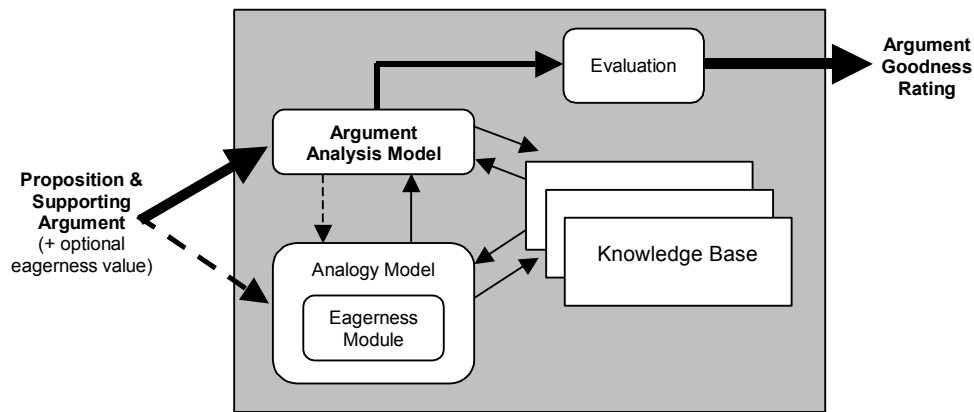 Evaluation
Argument
Goodness
Rating
Argument
Analysis Model
Proposition &
Supporting
Argument
(+ optional
eagerness value)
Knowledge Base
Analogy Model
Eagerness
Module